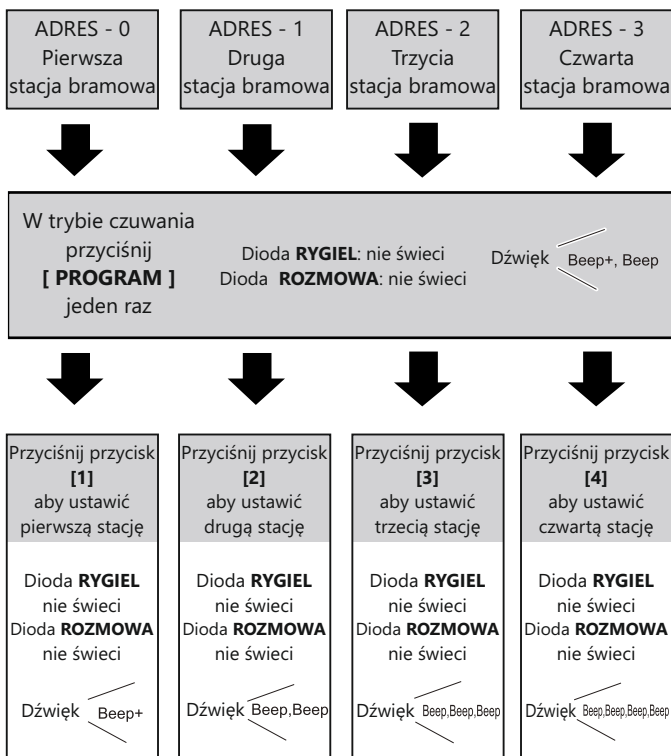 ADRES - 0
Pierwsza
stacja bramowa
ADRES - 1
Druga
stacja bramowa
ADRES - 2
Trzycia
stacja bramowa
ADRES - 3
Czwarta
stacja bramowa
W trybie czuwania
przyciśnij
[ PROGRAM ]
jeden raz
Dioda RYGIEL: nie świeci
Dioda ROZMOWA: nie świeci
Dźwięk Beep+, Beep
Przyciśnij przycisk
[1]
aby ustawić
pierwszą stację
Dioda RYGIEL
nie świeci
Dioda ROZMOWA
nie świeci
Dźwięk Beep+
Przyciśnij przycisk
[2]
aby ustawić
drugą stację
Dioda RYGIEL
nie świeci
Dioda ROZMOWA
nie świeci
Dźwięk Beep,Beep
Przyciśnij przycisk
[3]
aby ustawić
trzecią stację
Dioda RYGIEL
nie świeci
Dioda ROZMOWA
nie świeci
Dźwięk Beep,Beep,Beep
Przyciśnij przycisk
[4]
aby ustawić
czwartą stację
Dioda RYGIEL
nie świeci
Dioda ROZMOWA
nie świeci
Dźwięk Beep,Beep,Beep,Beep